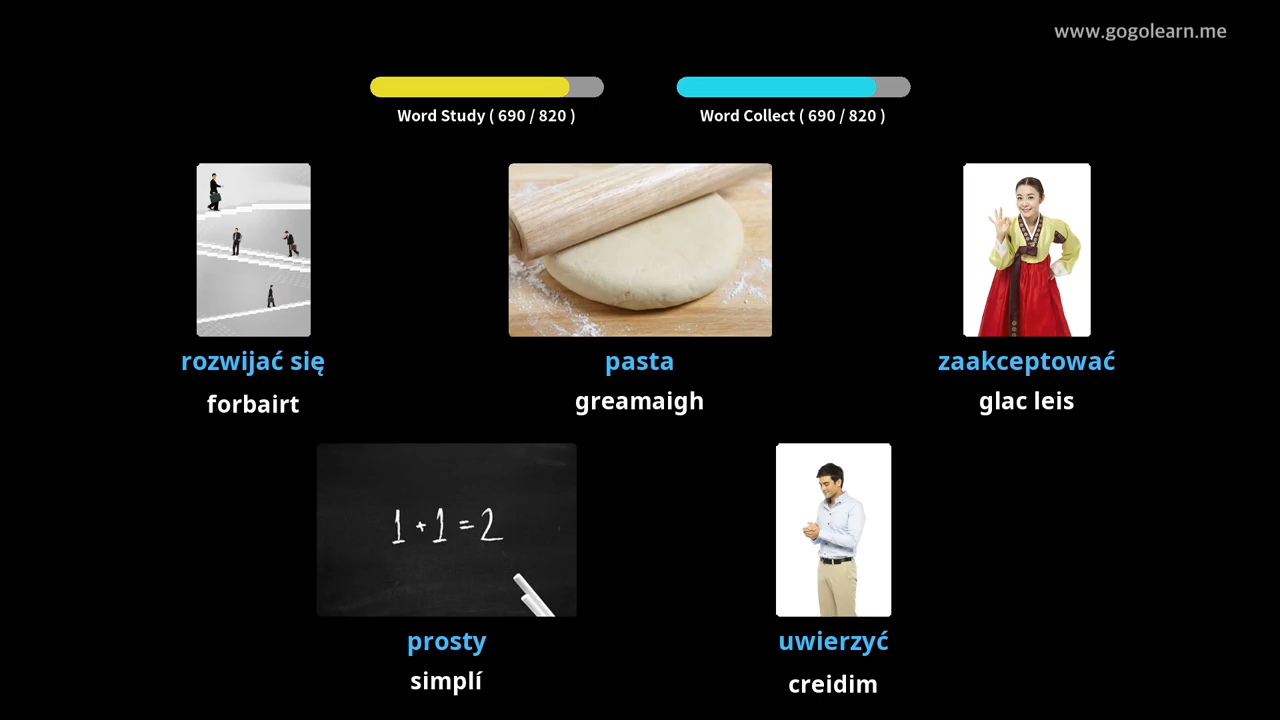 www.gogolearn.me
Word Study ( 690 / 820 )
Word Collect ( 690 / 820 )
rozwijać się
forbairt
pasta
greamaigh
zaakceptować
glac leis
1 + 1 = 2
prosty
simplí
uwierzyć
creidim